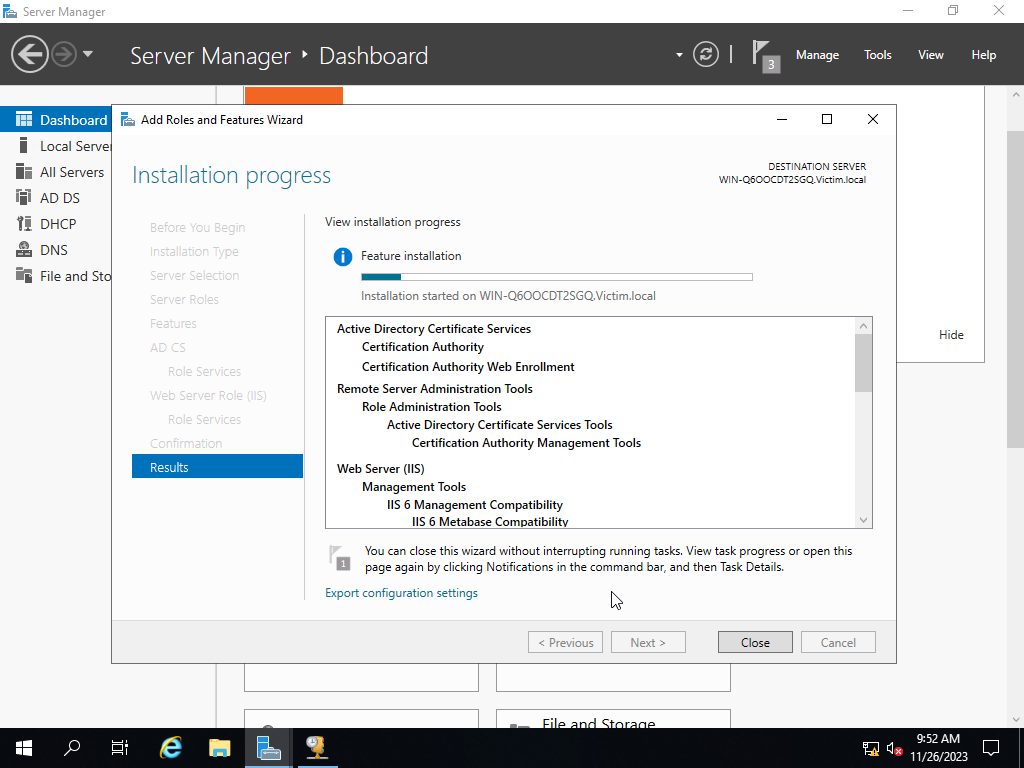 Server Manager
Server Manager Dashboard
3
Manage
Tools
View
Help
Dashboard
Local Server
All Servers
AD DS
DHCP
DNS
File and Sto
Add Roles and Features Wizard
Installation progress
DESTINATION SERVER
WIN-Q6OOCDT2SGQ.Victim.local
Before You Begin
Installation Type
Server Selection
Server Roles
Features
AD CS
Role Services
Web Server Role (IIS)
Role Services
Confirmation
Results
View installation progress
Feature installation
Installation started on WIN-Q6OOCDT2SGQ.Victim.local
Active Directory Certificate Services
Certification Authority
Certification Authority Web Enrollment
Remote Server Administration Tools
Role Administration Tools
Active Directory Certificate Services Tools
Certification Authority Management Tools
Web Server (IIS)
Management Tools
IIS 6 Management Compatibility
IIS 6 Metabase Compatibility
1
You can close this wizard without interrupting running tasks. View task progress or open this
page again by clicking Notifications in the command bar, and then Task Details.
Export configuration settings
< Previous
Next >
Close
Cancel
Hide
File and Storage
9:52 AM
11/26/2023